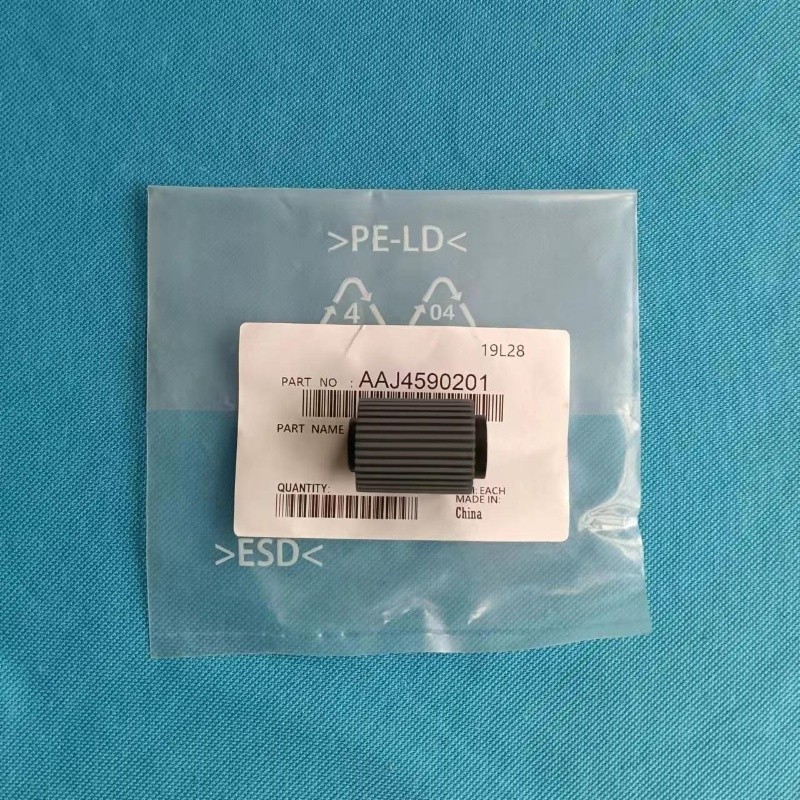 >PE-LD<
4 04
19L28
PART NO : AAJ4590201
PART NAME
QUANTITY:
: EACH
MADE IN:
China
>ESD<